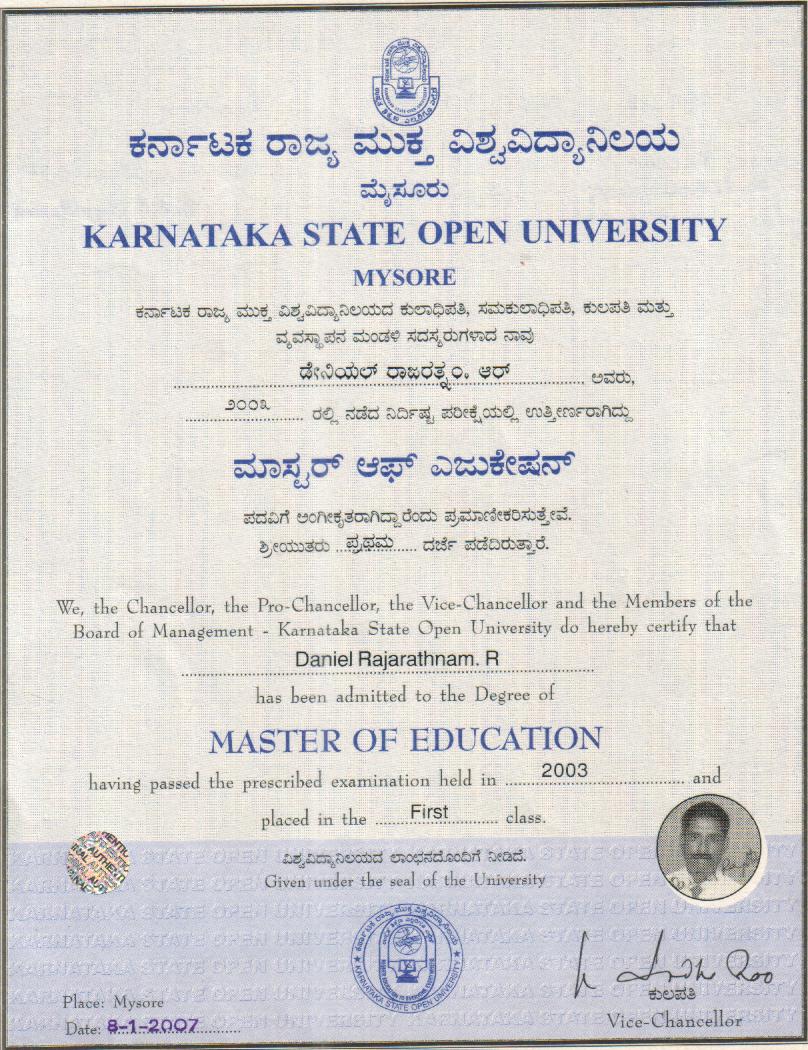 ಕರ್ನಾಟಕ ರಾಜ್ಯ ಮುಕ್ತ ವಿಶ್ವವಿದ್ಯಾನಿಲಯ
ಮೈಸೂರು
KARNATAKA STATE OPEN UNIVERSITY
MYSORE
ಕರ್ನಾಟಕ ರಾಜ್ಯ ಮುಕ್ತ ವಿಶ್ವವಿದ್ಯಾನಿಲಯದ ಕುಲಾಧಿಪತಿ, ಸಮಕುಲಾಧಿಪತಿ, ಕುಲಪತಿ ಮತ್ತು
ವ್ಯವಸ್ಥಾಪನ ಮಂಡಳಿ ಸದಸ್ಯರುಗಳಾದ ನಾವು
ಡೇನಿಯಲ್ ರಾಜರತ್ನಂ. ಆರ್ ಅವರು,
೨೦೦೩ ರಲ್ಲಿ ನಡೆದ ನಿರ್ದಿಷ್ಟ ಪರೀಕ್ಷೆಯಲ್ಲಿ ಉತ್ತೀರ್ಣರಾಗಿದ್ದು
ಮಾಸ್ಟರ್ ಆಫ್ ಎಜುಕೇಷನ್
ಪದವಿಗೆ ಅಂಗೀಕೃತರಾಗಿದ್ದಾರೆಂದು ಪ್ರಮಾಣೀಕರಿಸುತ್ತೇವೆ.
ಶ್ರೀಯುತರು ಪ್ರಥಮ ದರ್ಜೆ ಪಡೆದಿರುತ್ತಾರೆ.
We, the Chancellor, the Pro-Chancellor, the Vice-Chancellor and the Members of the
Board of Management - Karnataka State Open University do hereby certify that
Daniel Rajarathnam. R
has been admitted to the Degree of
MASTER OF EDUCATION
having passed the prescribed examination held in 2003 and
placed in the First class.
ವಿಶ್ವವಿದ್ಯಾನಿಲಯದ ಲಾಂಛನದೊಂದಿಗೆ ನೀಡಿದೆ.
Given under the seal of the University
KARNATAKA STATE OPEN UNIVERSITY
ಕುಲಪತಿ
Vice-Chancellor
Place: Mysore
Date: 8-1-2007